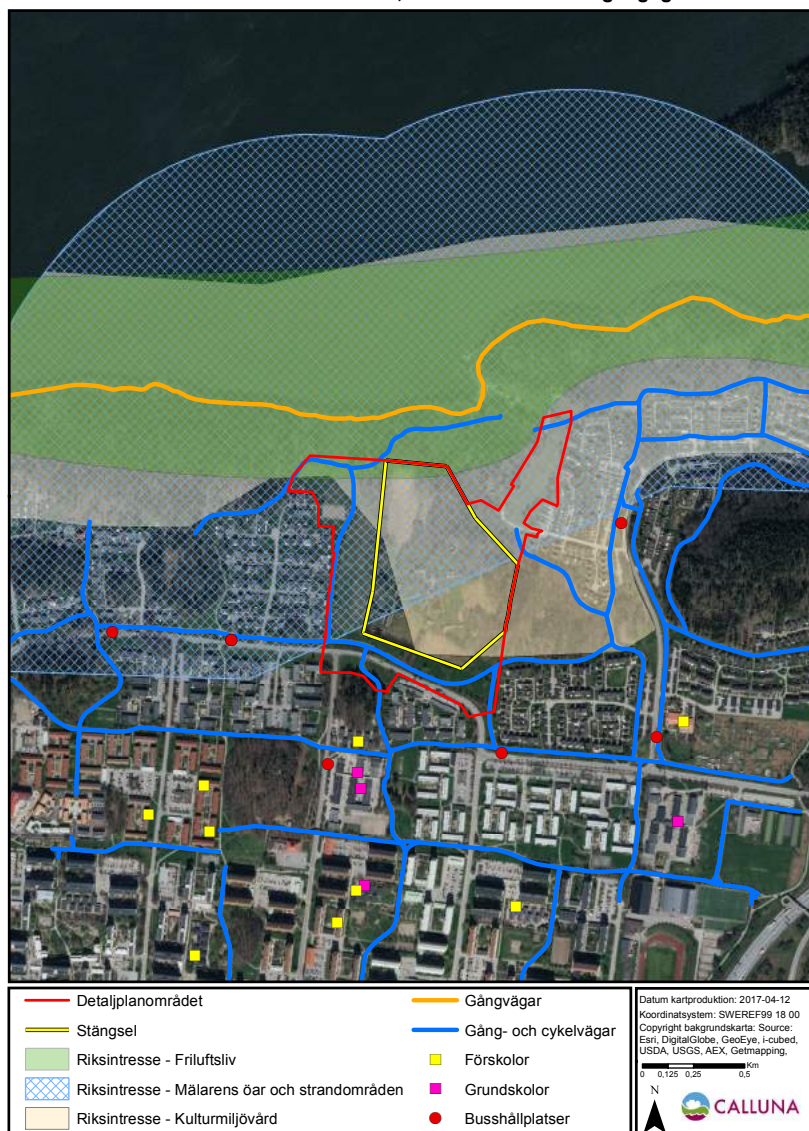 Detaljplanområdet
Stängsel
Riksintresse - Friluftsliv
Riksintresse - Mälarens öar och strandområden
Riksintresse - Kulturmiljövård
Gångvägar
Gång- och cykelvägar
Förskolor
Grundskolor
Busshållplatser
Datum kartproduktion: 2017-04-12
Koordinatsystem: SWEREF99 18 00
Copyright bakgrundskarta: Source:
Esri, DigitalGlobe, GeoEye, i-cubed,
USDA, USGS, AEX, Getmapping,
Km
0 0,125 0,25 0,5
N
CALLUNA